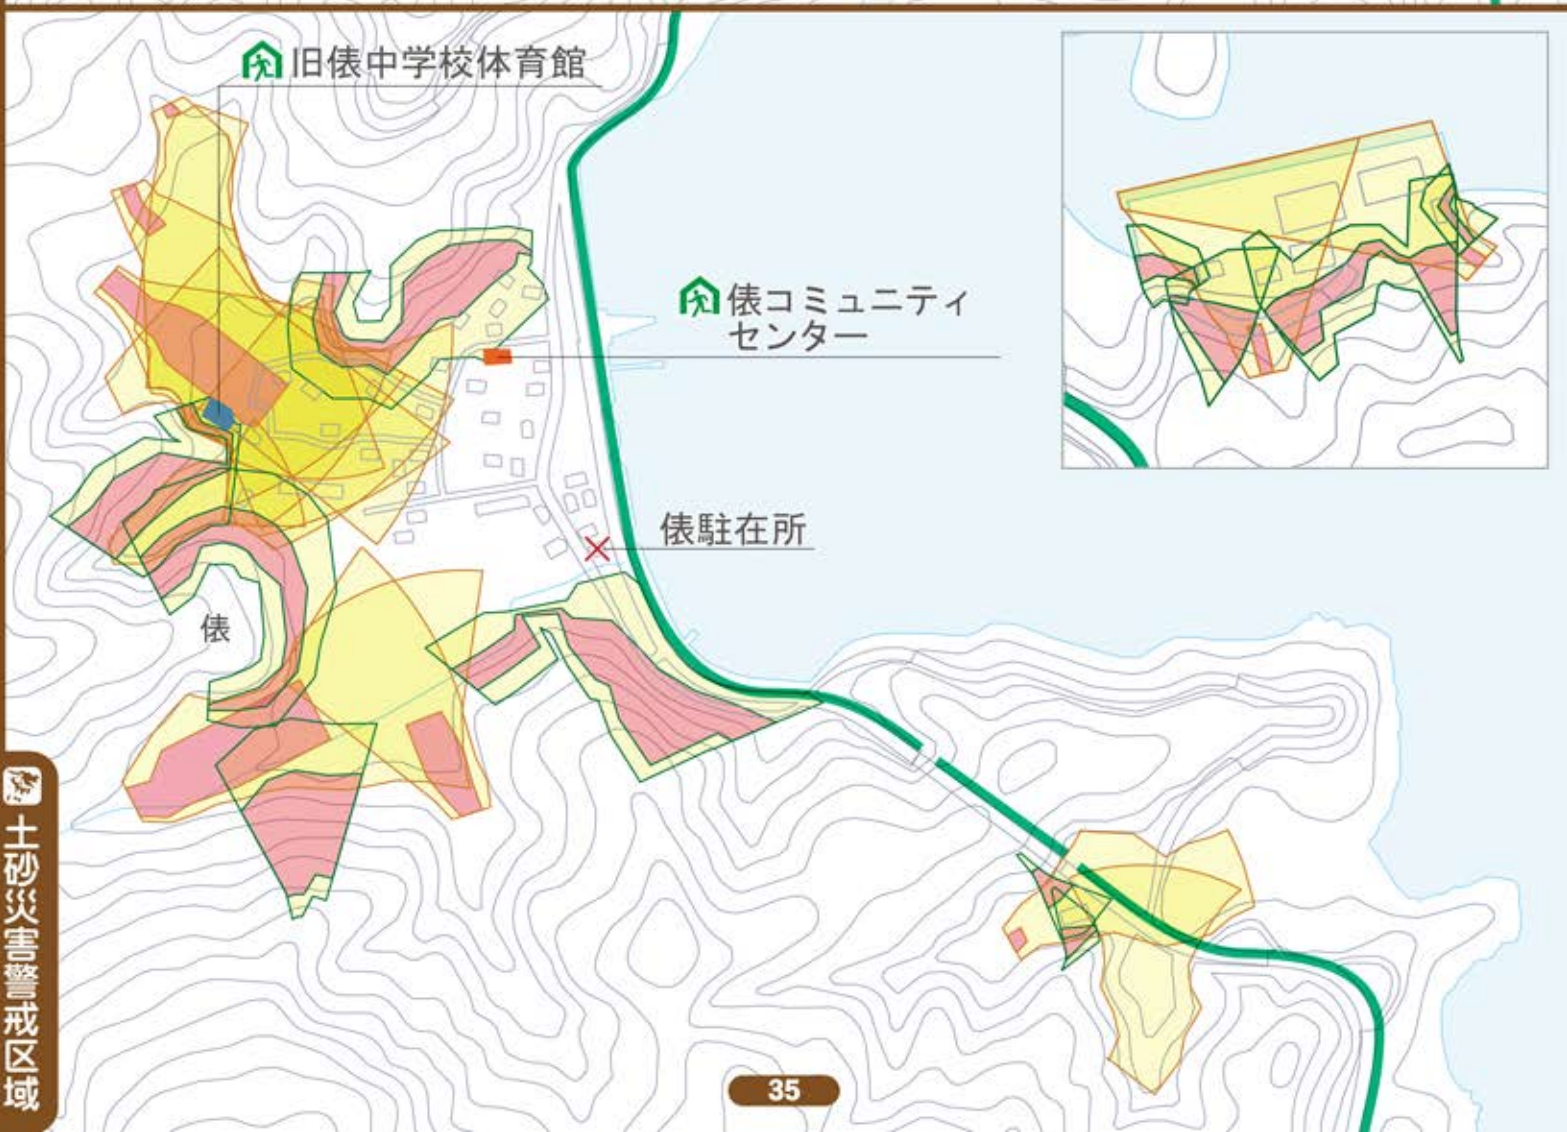 旧俵中学校体育館
俵コミュニティ
センター
俵駐在所
俵
土砂災害警戒区域
35